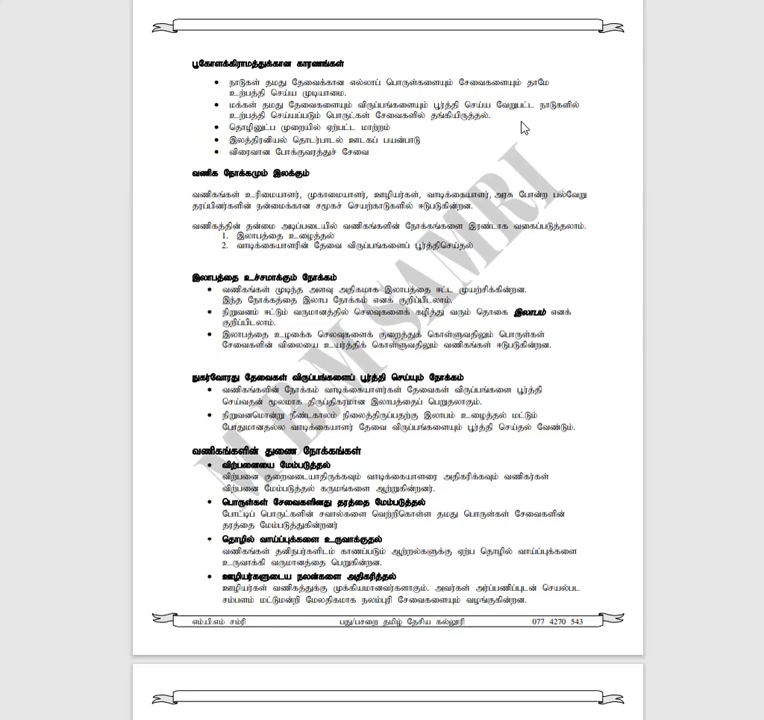 பூகோளக்கிராமத்துக்கான காரணங்கள்
• நாடுகள் தமது தேவைக்கான எல்லாப் பொருள்களையும் சேவைகளையும் தாமே
உற்பத்தி செய்ய முடியாமை.
• மக்கள் தமது தேவைகளையும் விருப்பங்களையும் பூர்த்தி செய்ய வேறுபட்ட நாடுகளில்
உற்பத்தி செய்யப்படும் பொருட்கள் சேவைகளில் தங்கியிருத்தல்.
• தொழினுட்ப முறையில் ஏற்பட்ட மாற்றம்
• இலத்திரனியல் தொடர்பாடல் ஊடகப் பயன்பாடு
• விரைவான போக்குவரத்துச் சேவை
வணிக நோக்கமும் இலக்கும்
வணிகங்கள் உரிமையாளர், முகாமையாளர், ஊழியர்கள், வாடிக்கையாளர், அரசு போன்ற பல்வேறு
தரப்பினர்களின் நன்மைக்கான சமூகச் செயற்காடுகளில் ஈடுபடுகின்றன.
வணிகத்தின் தன்மை அடிப்படையில் வணிகங்களின் நோக்கங்களை இரண்டாக வகைப்படுத்தலாம்.
1. இலாபத்தை உழைத்தல்
2. வாடிக்கையாளரின் தேவை விருப்பங்களைப் பூர்த்திசெய்தல்
இலாபத்தை உச்சமாக்கும் நோக்கம்
• வணிகங்கள் முடிந்த அளவு அதிகமாக இலாபத்தை ஈட்ட முயற்சிக்கின்றன.
இந்த நோக்கத்தை இலாப நோக்கம் எனக் குறிப்பிடலாம்.
• நிறுவனம் ஈட்டும் வருமானத்தில் செலவுகளைக் கழித்து வரும் தொகை இலாபம் எனக்
குறிப்பிடலாம்.
• இலாபத்தை உழைக்க செலவுகளைக் குறைத்துக் கொள்ளுவதிலும் பொருள்கள்
சேவைகளின் விலையை உயர்த்திக் கொள்ளுவதிலும் வணிகங்கள் ஈடுபடுகின்றன.
நுகர்வோரது தேவைகள் விருப்பங்களைப் பூர்த்தி செய்யும் நோக்கம்
• வணிகங்களின் நோக்கம் வாடிக்கையாளர்கள் தேவைகள் விருப்பங்களை பூர்த்தி
செய்வதன் மூலமாக திருப்திகரமான இலாபத்தைப் பெறுதலாகும்.
• நிறுவனமொன்று நீண்டகாலம் நிலைத்திருப்பதற்கு இலாபம் உழைத்தல் மட்டும்
போதுமானதல்ல வாடிக்கையாளர் தேவை விருப்பங்களையும் பூர்த்தி செய்தல் வேண்டும்.
வணிகங்களின் துணை நோக்கங்கள்
• விற்பனையை மேம்படுத்தல்
விற்பனை குறைவடையாதிருக்கவும் வாடிக்கையாளரை அதிகரிக்கவும் வணிகர்கள்
விற்பனை மேம்படுத்தல் கருமங்களை ஆற்றுகின்றனர்.
• பொருள்கள் சேவைகளினது தரத்தை மேம்படுத்தல்
போட்டிப் பொருட்களின் சவால்களை வெற்றிகொள்ள தமது பொருள்கள் சேவைகளின்
தரத்தை மேம்படுத்துகின்றனர்
• தொழில் வாய்ப்புக்களை உருவாக்குதல்
வணிகங்கள் தனிநபர்களிடம் காணப்படும் ஆற்றல்களுக்கு ஏற்ப தொழில் வாய்ப்புக்களை
உருவாக்கி வருமானத்தை பெறுகின்றன.
• ஊழியர்களுடைய நலன்களை அதிகரித்தல்
ஊழியர்கள் வணிகத்துக்கு முக்கியமானவர்களாகும். அவர்கள் அர்ப்பணிப்புடன் செயல்பட
சம்பளம் மட்டுமன்றி மேலதிகமாக நலம்புரி சேவைகளையும் வழங்குகின்றன.
M.B.M SAMRI
எம்.பி.எம் சம்ரி பது/பசறை தமிழ் தேசிய கல்லூரி 077 4270 543